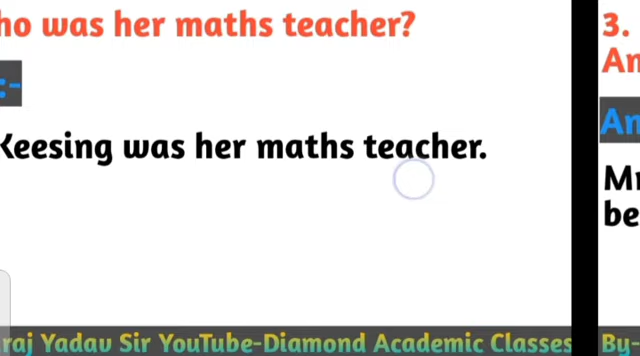 ho was her maths teacher?
:-
Keesing was her maths teacher.
raj Yadav Sir YouTube-Diamond Academic Classes
3.
An
An
Mr
be
By-